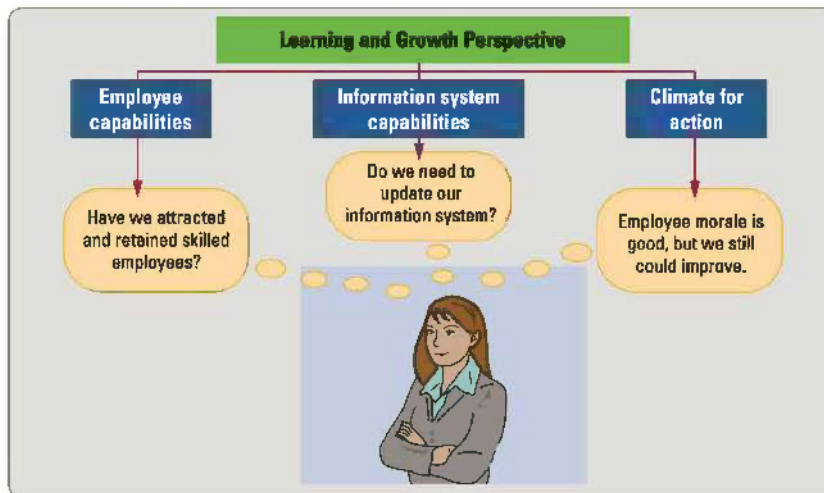 Learning and Growth Perspective
Employee
capabilities
Information system
capabilities
Climate for
action
Have we attracted
and retained skilled
employees?
Do we need to
update our
information system?
Employee morale is
good, but we still
could improve.